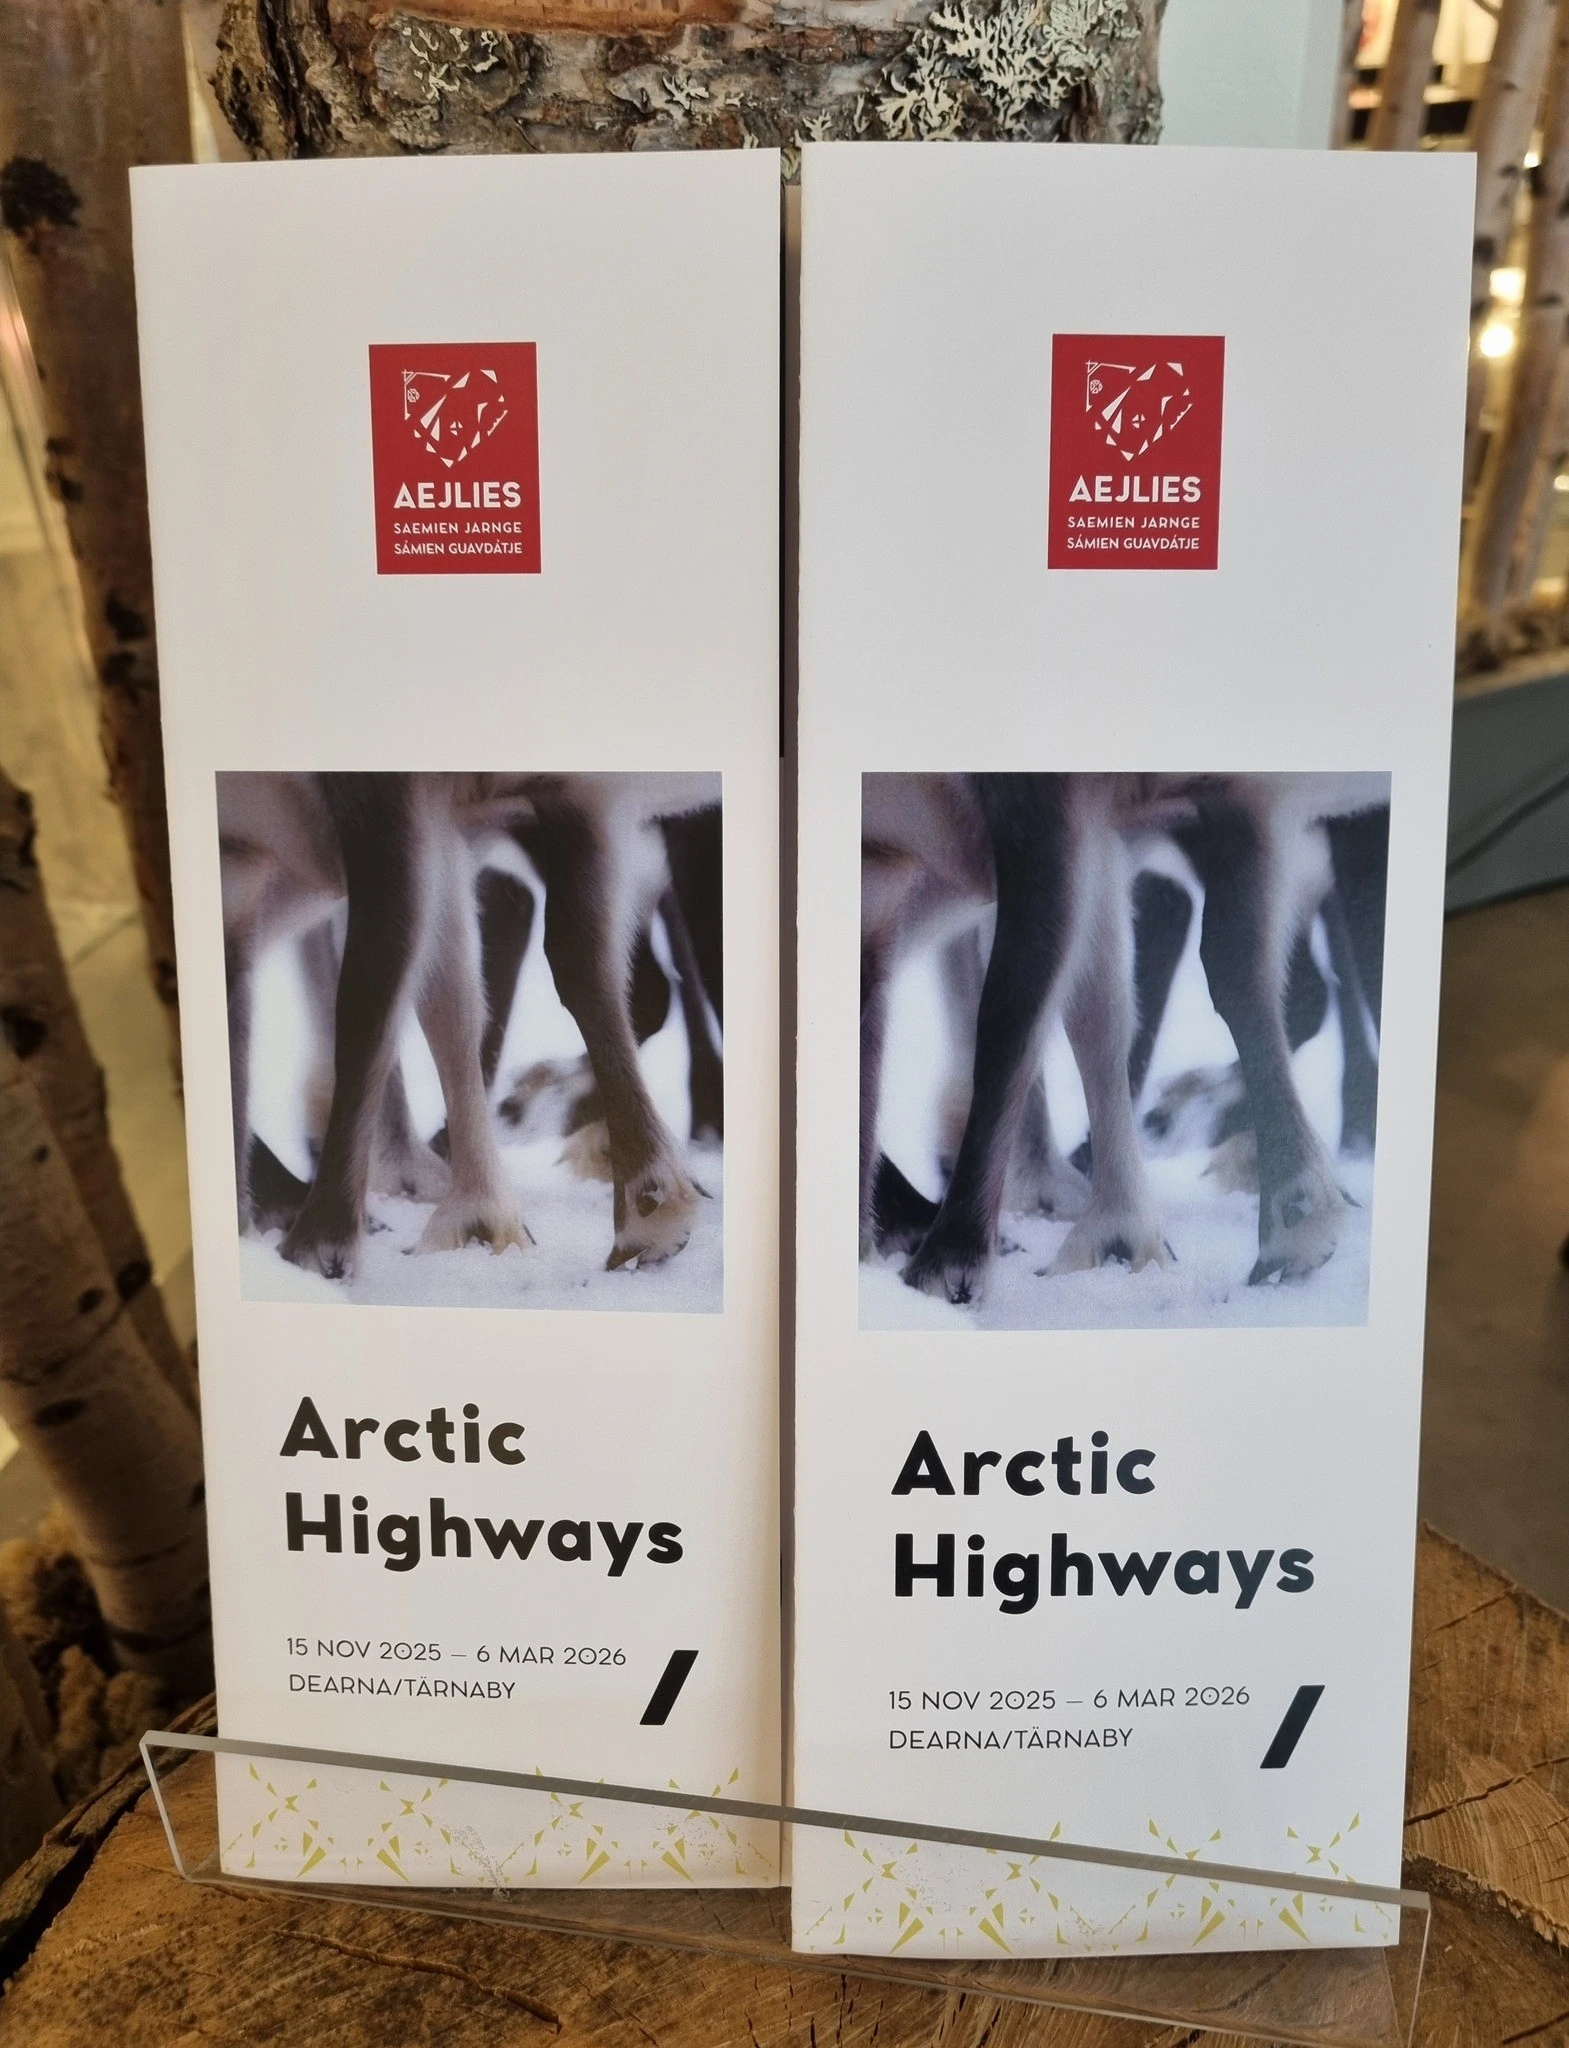 AEJLIES
SAEMIEN JARNGE
SÁMIEN GUAVDÁTJE
Arctic
Highways
15 NOV 2025 – 6 MAR 2026
DEARNA/TÄRNABY
AEJLIES
SAEMIEN JARNGE
SÁMIEN GUAVDÁTJE
Arctic
Highways
15 NOV 2025 – 6 MAR 2026
DEARNA/TÄRNABY